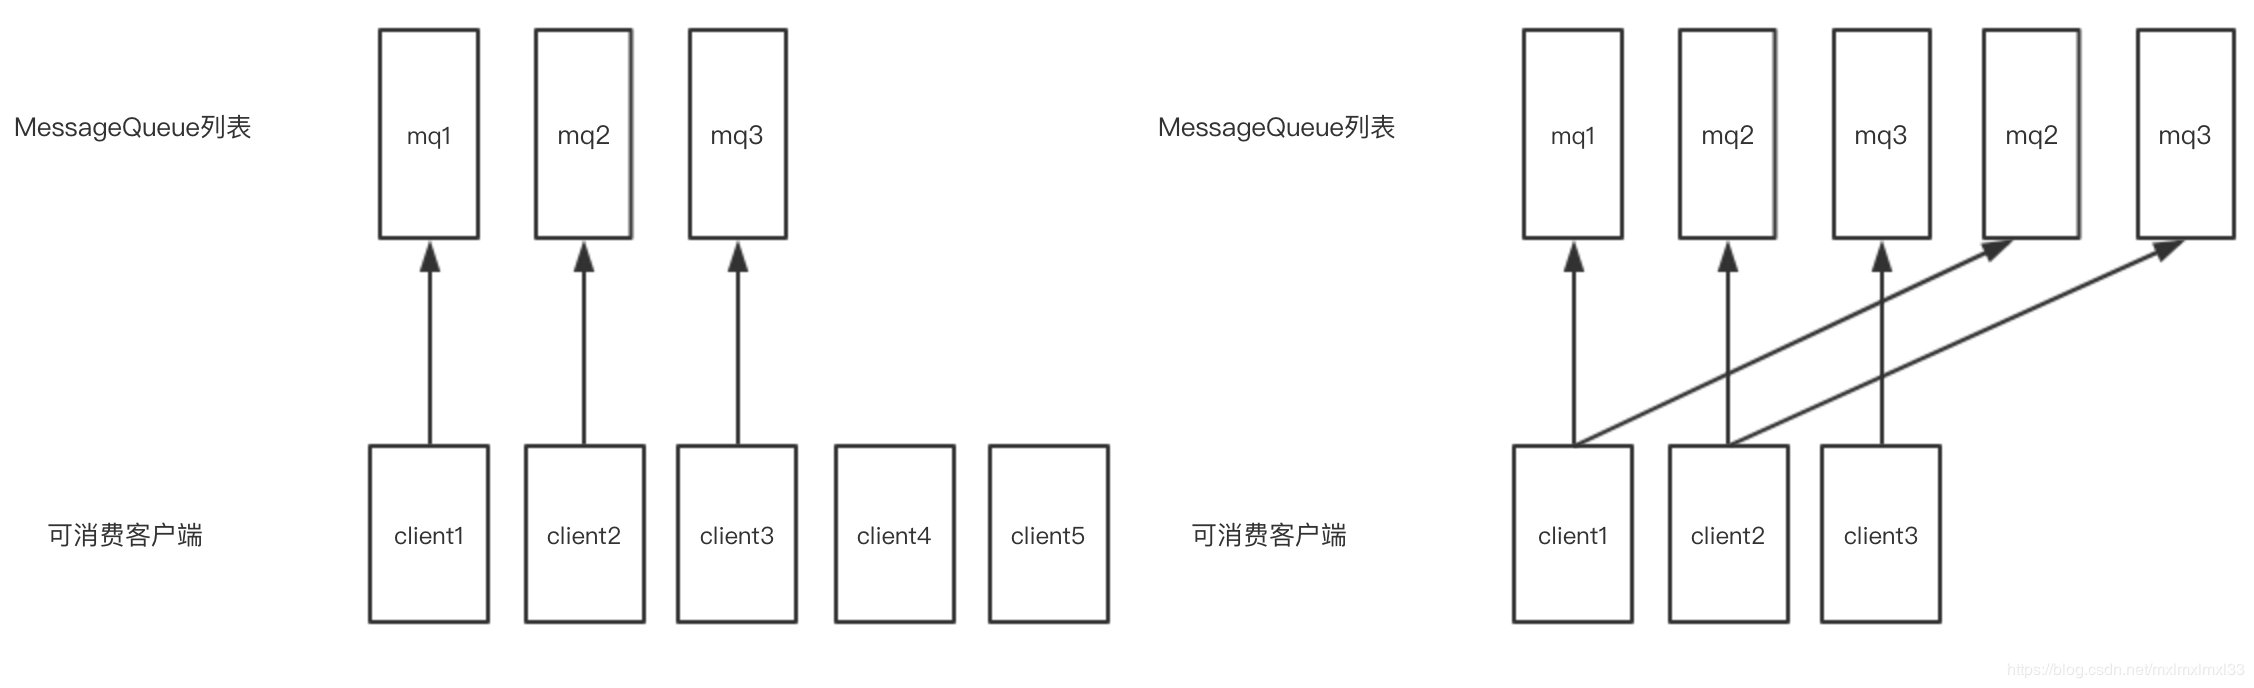 MessageQueue列表
mq1
mq2
mq3
可消费客户端
client1
client2
client3
client4
client5
MessageQueue列表
mq1
mq2
mq3
mq2
mq3
可消费客户端
client1
client2
client3
https://blog.csdn.net/mxlmxlmxl33